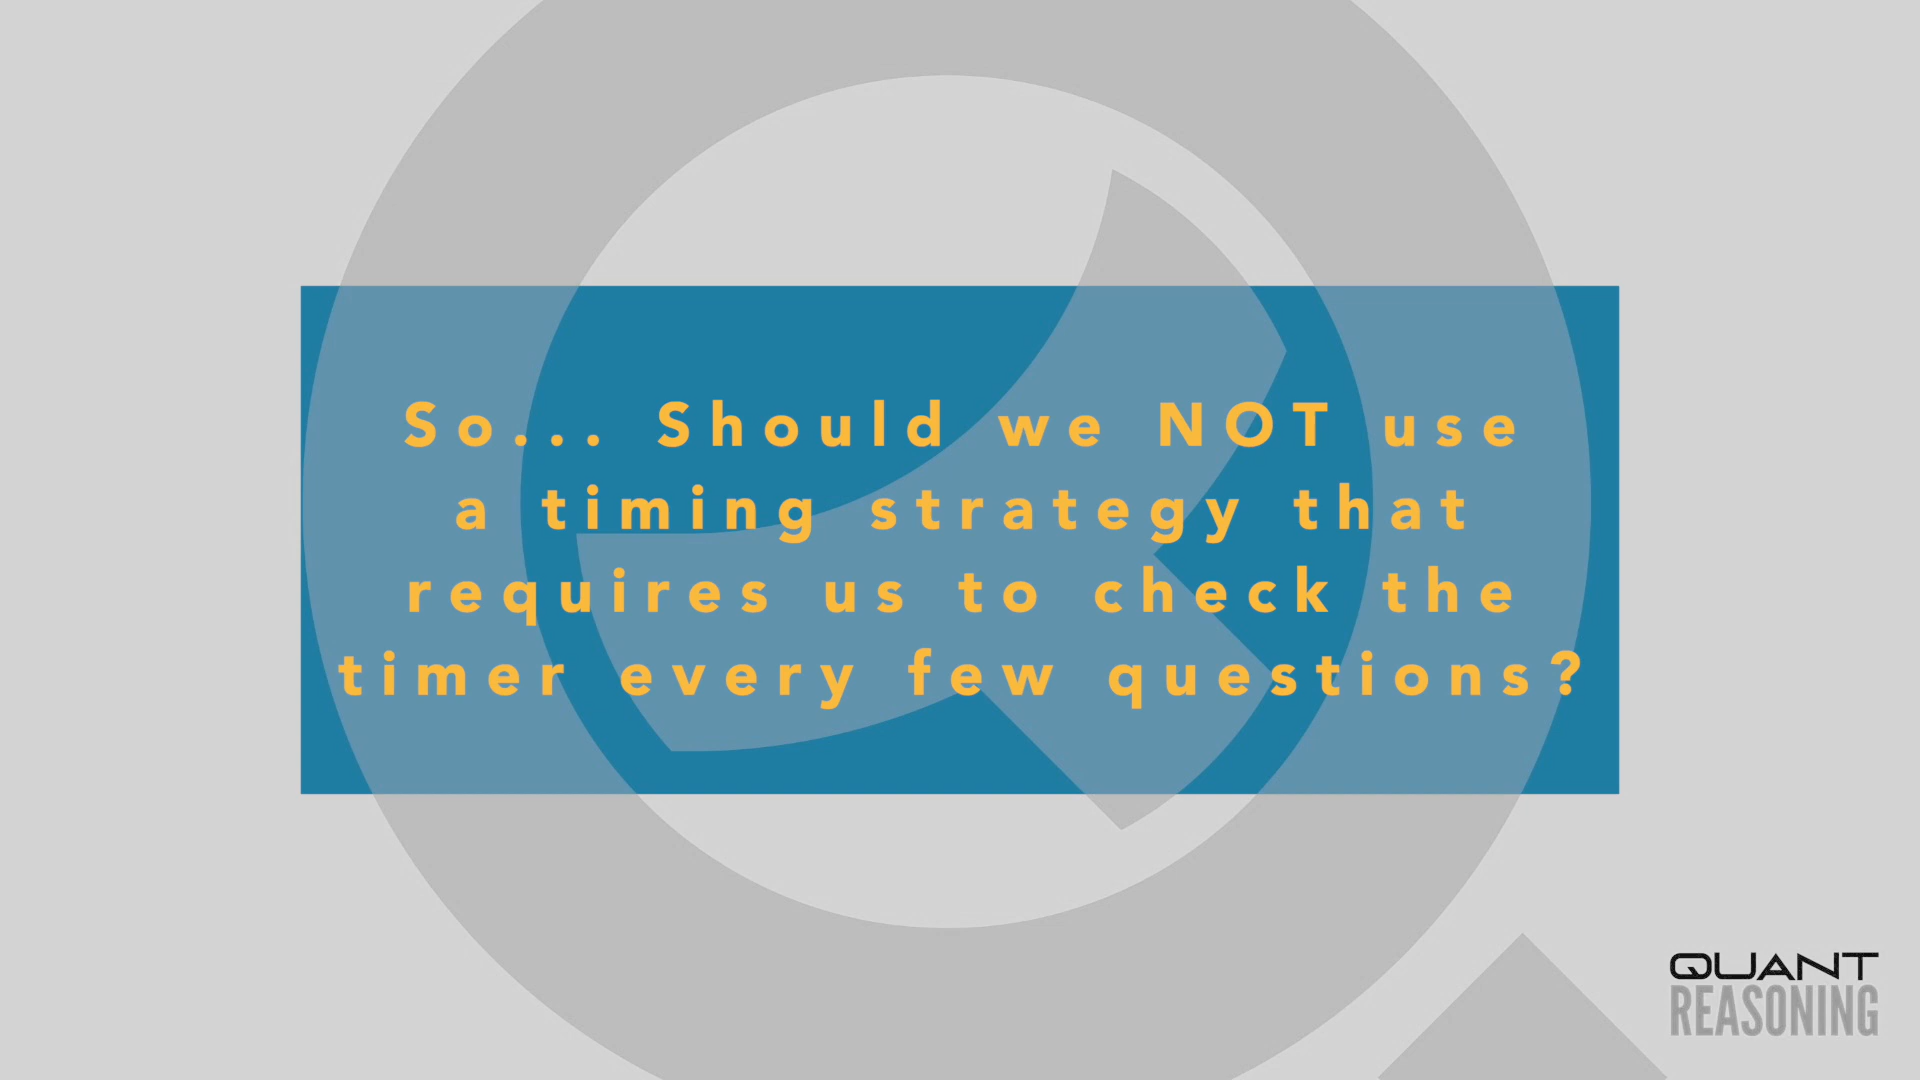 So... Should we NOT use
a timing strategy that
requires us to check the
timer every few questions?
QUANT
REASONING